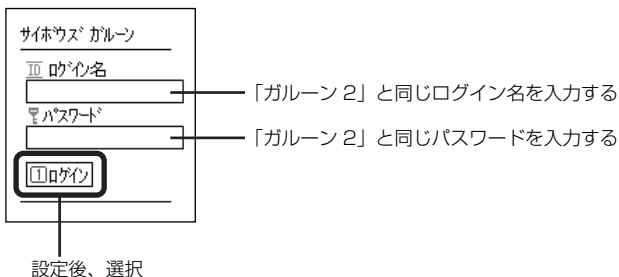 サイボウズ ガルーン
ID ログイン名
「ガルーン 2」と同じログイン名を入力する
パスワード
「ガルーン 2」と同じパスワードを入力する
1ログイン
設定後、選択